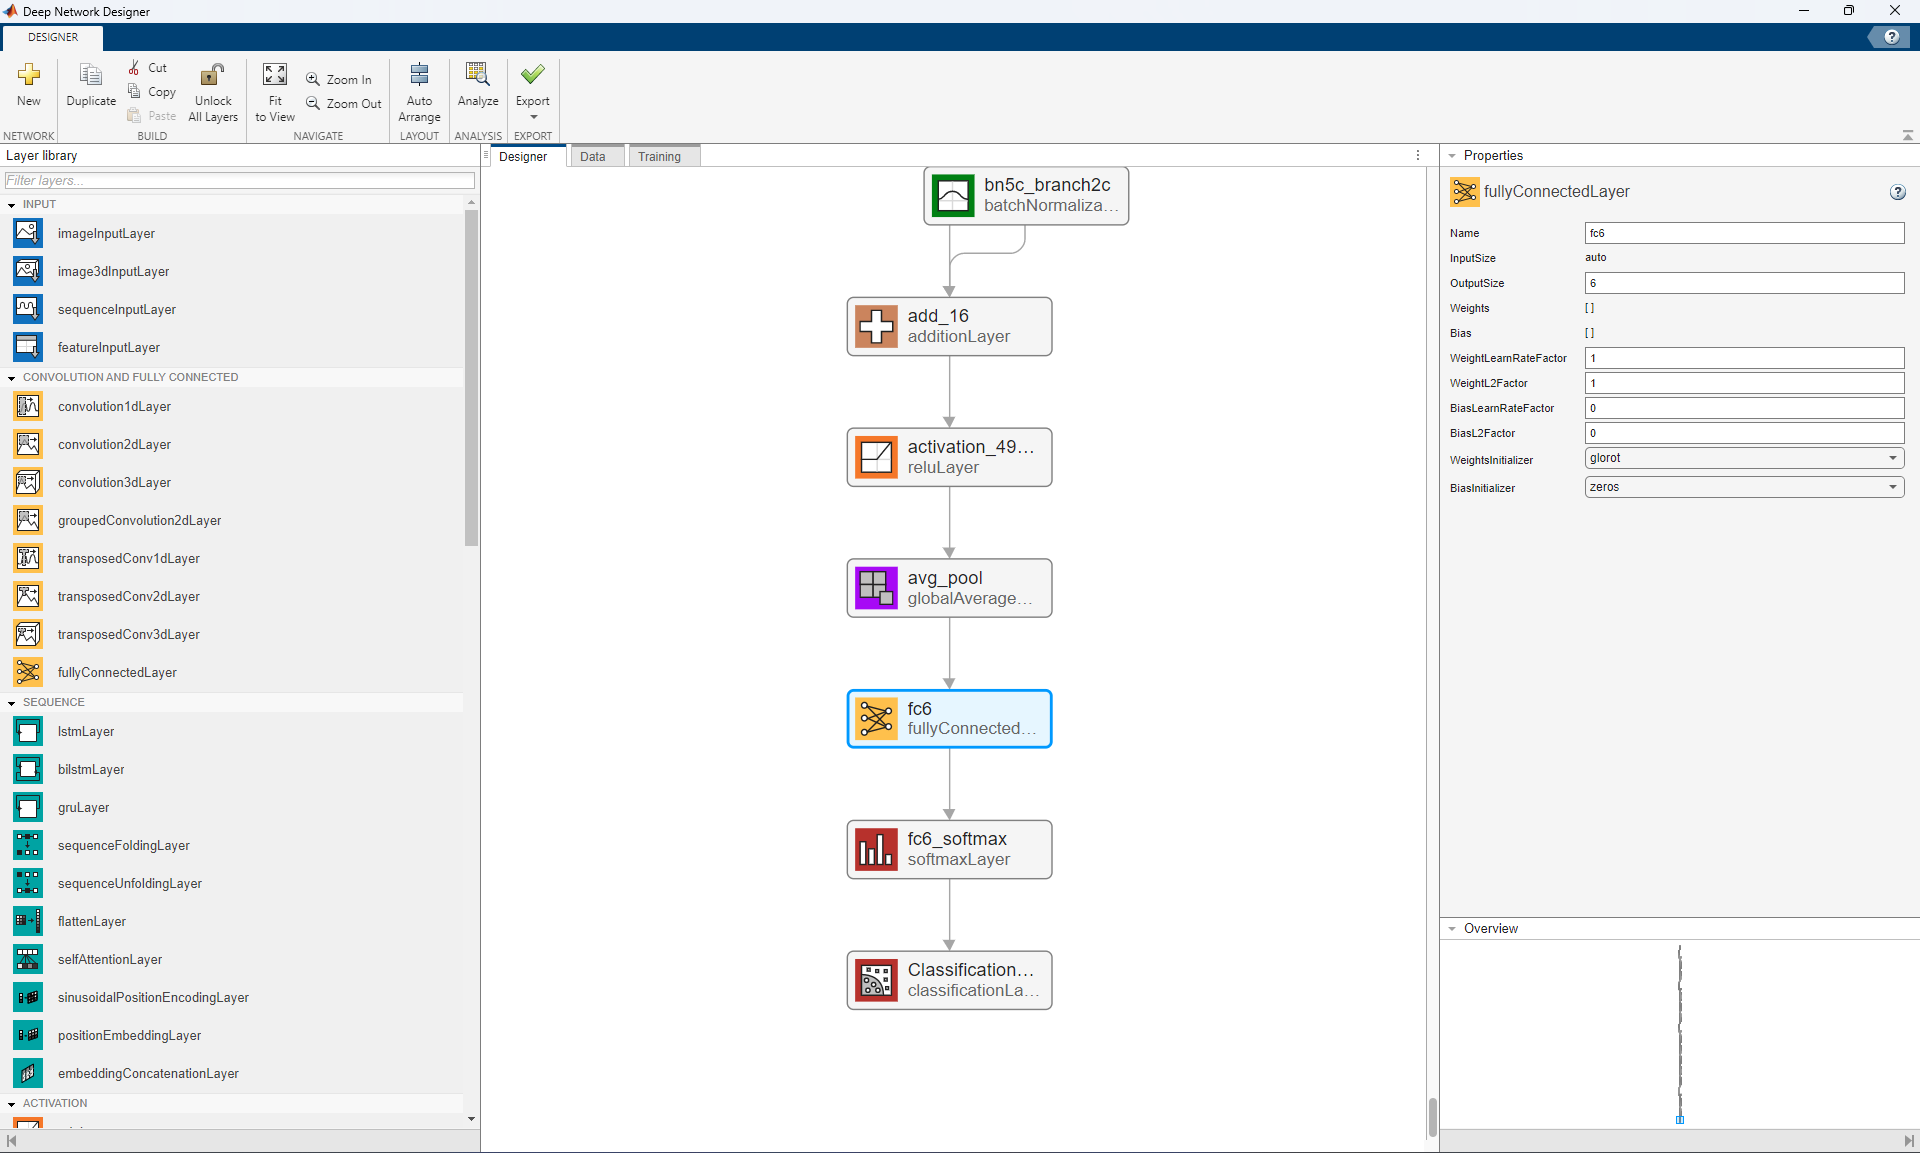 Deep Network Designer
DESIGNER
New
Duplicate
Cut
Copy
Paste
Unlock
All Layers
Fit
to View
Zoom In
Zoom Out
Auto
Arrange
Analyze
Export
NETWORK
BUILD
NAVIGATE
LAYOUT
ANALYSIS
EXPORT
Layer library
Filter layers...
INPUT
imageInputLayer
image3dInputLayer
sequenceInputLayer
featureInputLayer
CONVOLUTION AND FULLY CONNECTED
convolution1dLayer
convolution2dLayer
convolution3dLayer
groupedConvolution2dLayer
transposedConv1dLayer
transposedConv2dLayer
transposedConv3dLayer
fullyConnectedLayer
SEQUENCE
lstmLayer
bilstmLayer
gruLayer
sequenceFoldingLayer
sequenceUnfoldingLayer
flattenLayer
selfAttentionLayer
sinusoidalPositionEncodingLayer
positionEmbeddingLayer
embeddingConcatenationLayer
ACTIVATION
Designer
Data
Training
bn5c_branch2c
batchNormaliza...
add_16
additionLayer
activation_49...
reluLayer
avg_pool
globalAverage...
fc6
fullyConnected...
fc6_softmax
softmaxLayer
Classification...
classificationLa...
Properties
fullyConnectedLayer
Name fc6
InputSize auto
OutputSize 6
Weights [ ]
Bias [ ]
WeightLearnRateFactor 1
WeightL2Factor 1
BiasLearnRateFactor 0
BiasL2Factor 0
WeightsInitializer glorot
BiasInitializer zeros
Overview